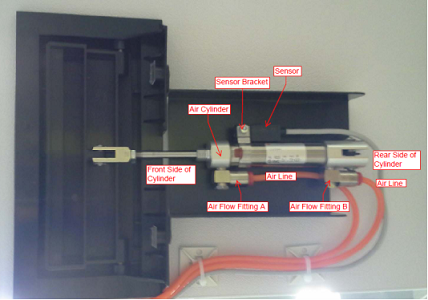 Sensor
Sensor Bracket
Air Cylinder
Front Side of
Cylinder
Rear Side of
Cylinder
Air Line
Air Line
Air Flow Fitting A
Air Flow Fitting B